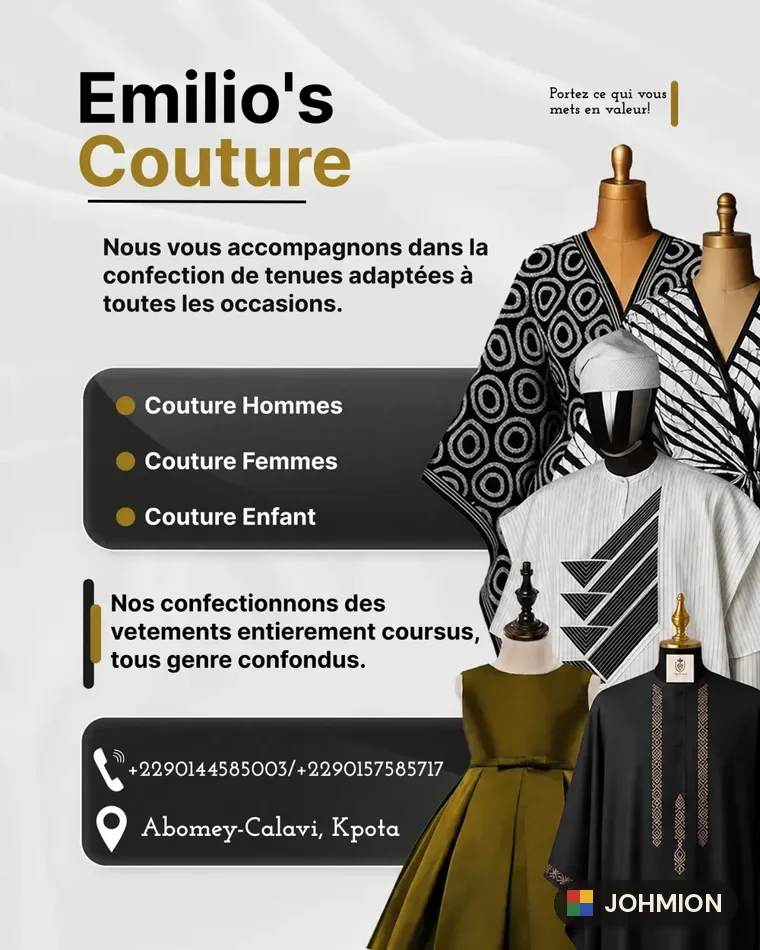 Emilio's
Couture
Portez ce qui vous
mets en valeur!
Nous vous accompagnons dans la
confection de tenues adaptées à
toutes les occasions.
Couture Hommes
Couture Femmes
Couture Enfant
Nos confectionnons des
vetements entierement coursus,
tous genre confondus.
+2290144585003/+2290157585717
Abomey-Calavi, Kpota
JOHMION